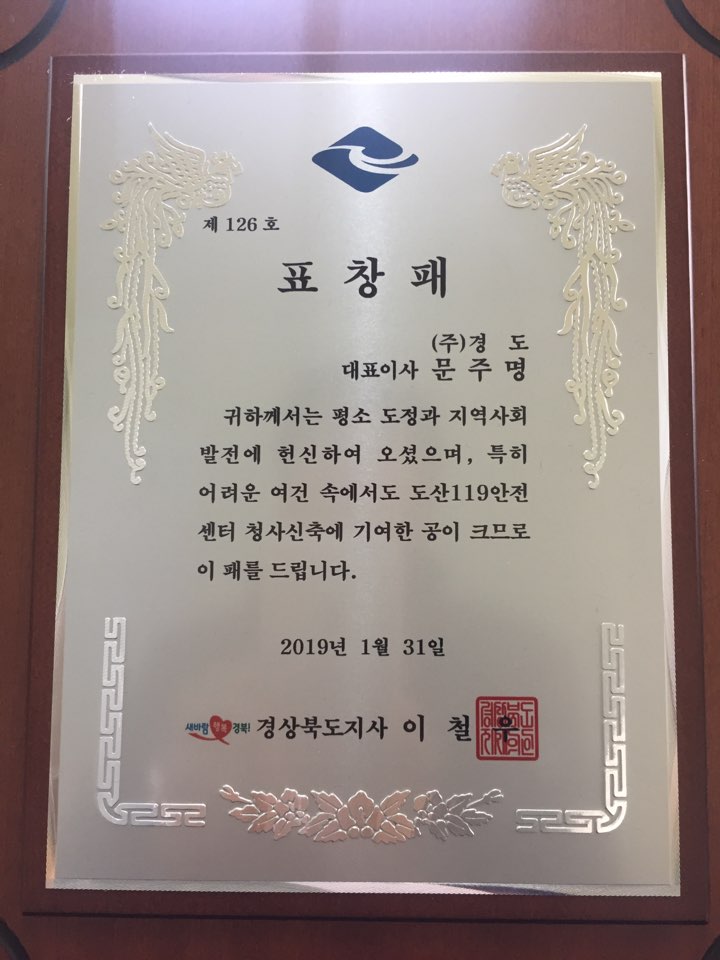 제 126 호
표 창 패
(주)경 도
대표이사 문 주 명
귀하께서는 평소 도정과 지역사회
발전에 헌신하여 오셨으며, 특히
어려운 여건 속에서도 도산119안전
센터 청사신축에 기여한 공이 크므로
이 패를 드립니다.
2019년 1월 31일
새바람 행복 경북! 경상북도지사 이 철 우